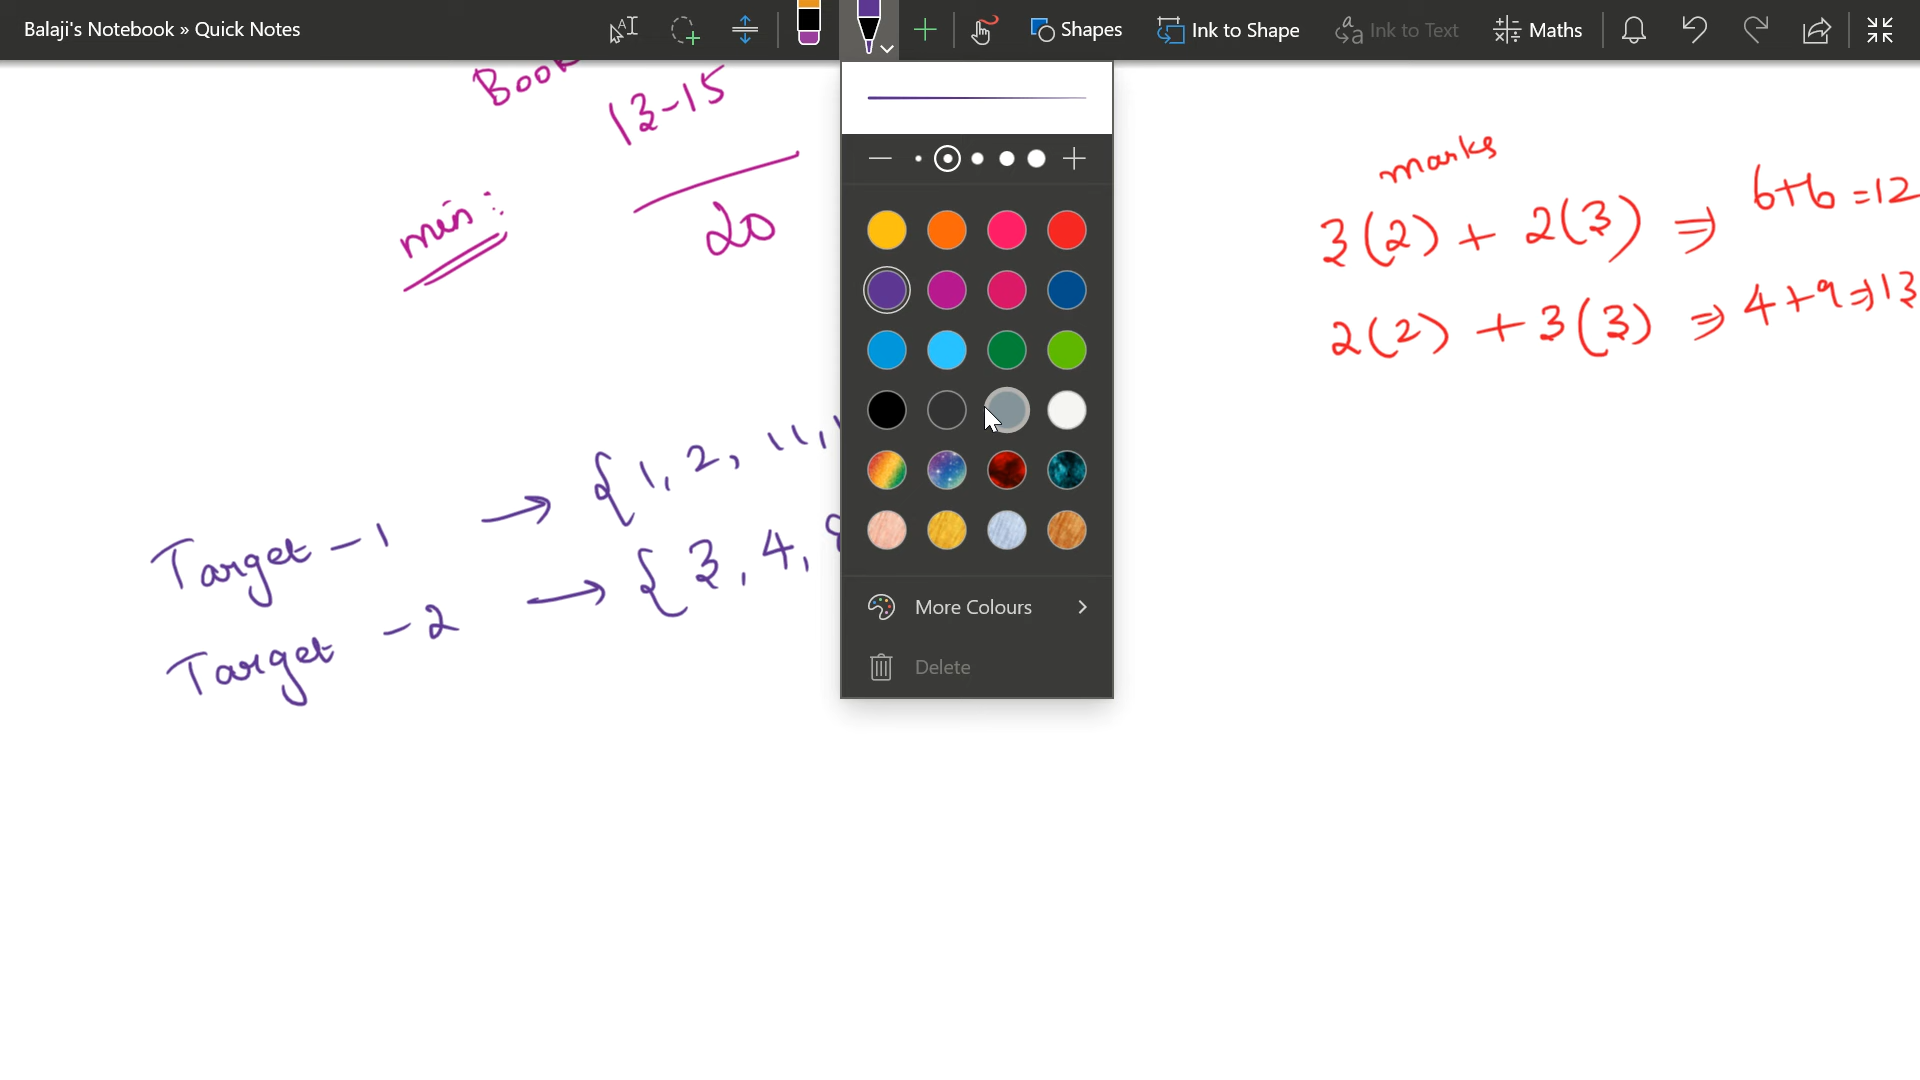 Balaji's Notebook » Quick Notes
Shapes
Ink to Shape
Ink to Text
Maths
13-15
20
min:
marks
3(2) + 2(3) ⇒ 6+6=12
2(2) + 3(3) ⇒ 4+9⇒13
Target-1 → {1, 2, 11,
Target-2 → {3, 4,
More Colours
Delete